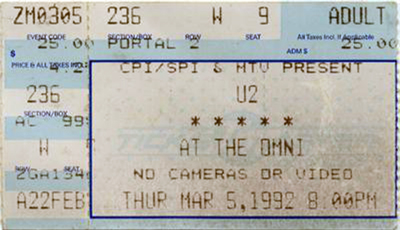 ZM0305 236 W 9 ADULT
EVENT CODE SECTION/BOX ROW SEAT All Taxes Incl. If Applicable
$ 25.00 PORTAL 2 ADM $ 25.00
PRICE & ALL TAXES INCL
CPI/SPI & MTV PRESENT
236 U2
SECTION/BOX
* * * * *
W AT THE OMNI
ROW SEAT
NO CAMERAS OR VIDEO
A22FEB THUR MAR 5,1992 8:00PM